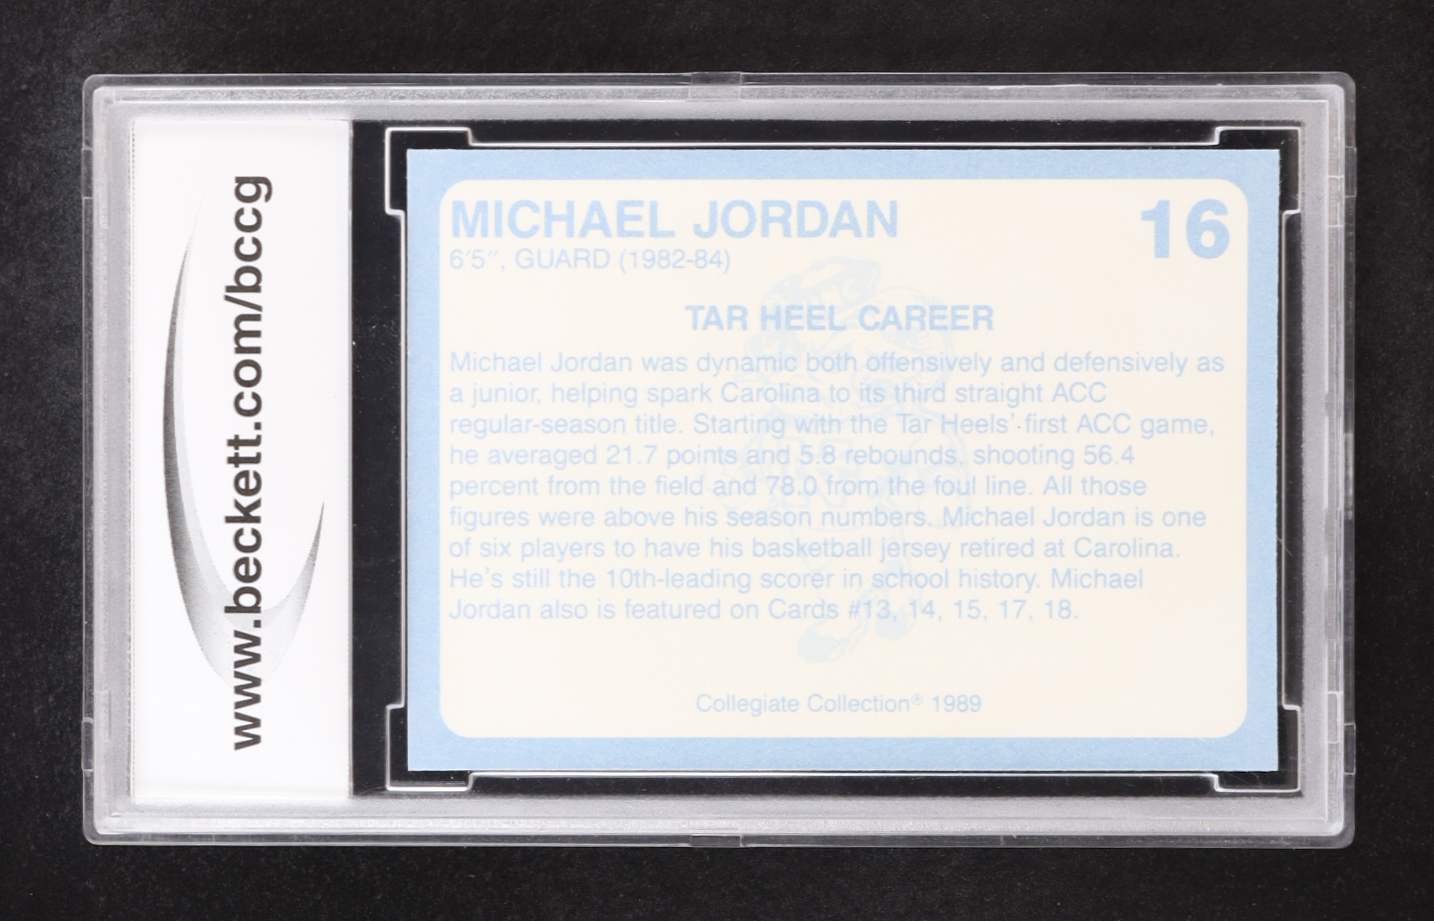 www.beckett.com/bccg
MICHAEL JORDAN
16
6'5", GUARD (1982-84)
TAR HEEL CAREER
Michael Jordan was dynamic both offensively and defensively as
a junior, helping spark Carolina to its third straight ACC
regular-season title. Starting with the Tar Heels' first ACC game,
he averaged 21.7 points and 5.8 rebounds, shooting 56.4
percent from the field and 78.0 from the foul line. All those
figures were above his season numbers. Michael Jordan is one
of six players to have his basketball jersey retired at Carolina.
He's still the 10th-leading scorer in school history. Michael
Jordan also is featured on Cards #13, 14, 15, 17, 18.
Collegiate Collection® 1989